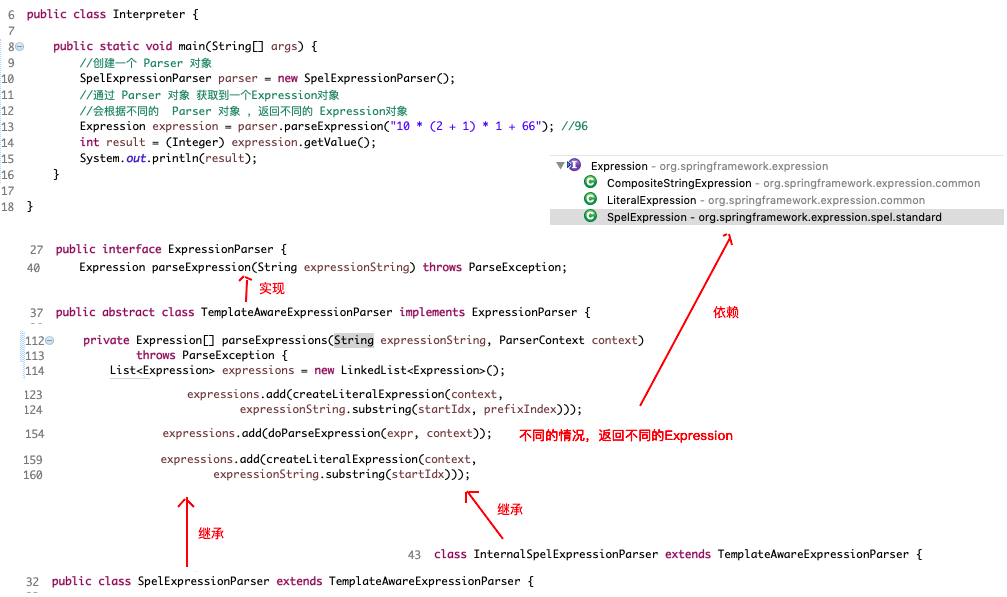 6 public class Interpreter {
7
8 public static void main(String[] args) {
9 //创建一个 Parser 对象
10 SpelExpressionParser parser = new SpelExpressionParser();
11 //通过 Parser 对象 获取到一个Expression对象
12 //会根据不同的 Parser 对象 ，返回不同的 Expression对象
13 Expression expression = parser.parseExpression("10 * (2 + 1) * 1 + 66"); //96
14 int result = (Integer) expression.getValue();
15 System.out.println(result);
16 }
17
18 }
Expression - org.springframework.expression
CompositeStringExpression - org.springframework.expression.common
LiteralExpression - org.springframework.expression.common
SpelExpression - org.springframework.expression.spel.standard
27 public interface ExpressionParser {
40 Expression parseExpression(String expressionString) throws ParseException;
实现
37 public abstract class TemplateAwareExpressionParser implements ExpressionParser {
依赖
112 private Expression[] parseExpressions(String expressionString, ParserContext context)
113 throws ParseException {
114 List<Expression> expressions = new LinkedList<Expression>();
123 expressions.add(createLiteralExpression(context,
124 expressionString.substring(startIdx, prefixIndex)));
154 expressions.add(doParseExpression(expr, context));
不同的情况，返回不同的Expression
159 expressions.add(createLiteralExpression(context,
160 expressionString.substring(startIdx)));
继承
继承
43 class InternalSpelExpressionParser extends TemplateAwareExpressionParser {
32 public class SpelExpressionParser extends TemplateAwareExpressionParser {